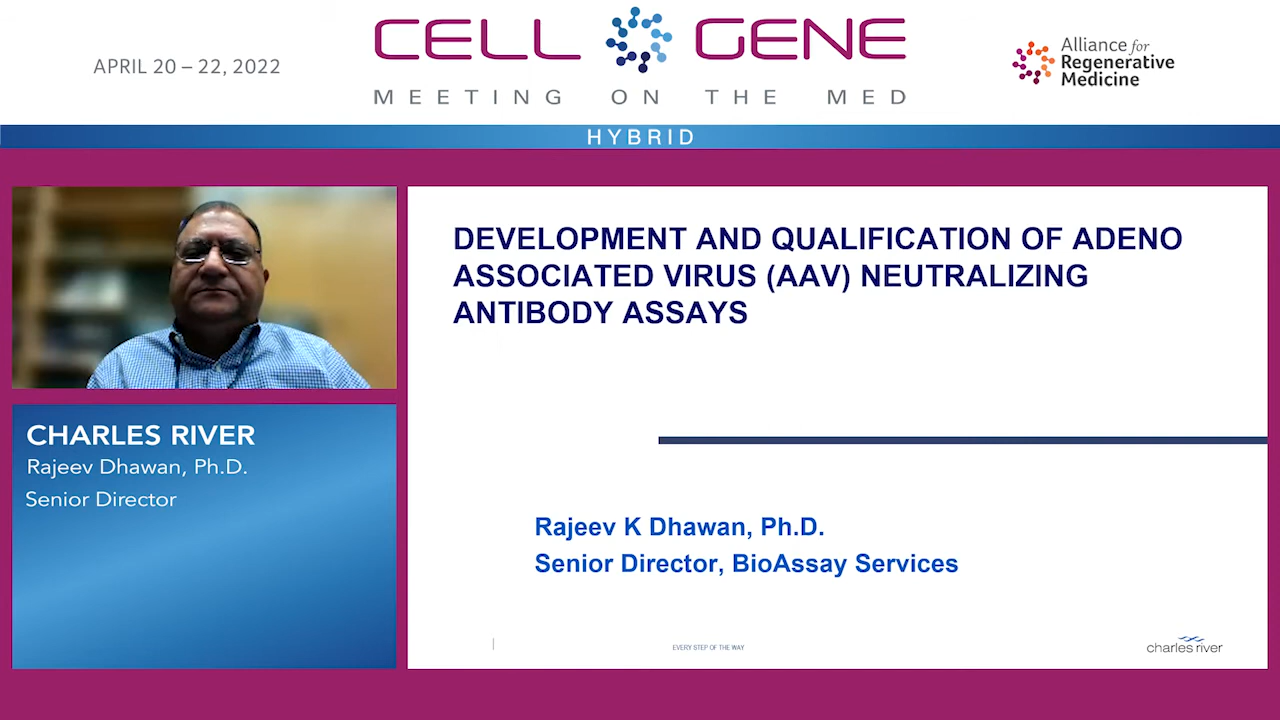 APRIL 20 – 22, 2022
CELL GENE
MEETING ON THE MED
Alliance for
Regenerative
Medicine
HYBRID
CHARLES RIVER
Rajeev Dhawan, Ph.D.
Senior Director
DEVELOPMENT AND QUALIFICATION OF ADENO
ASSOCIATED VIRUS (AAV) NEUTRALIZING
ANTIBODY ASSAYS
Rajeev K Dhawan, Ph.D.
Senior Director, BioAssay Services
EVERY STEP OF THE WAY
charles river